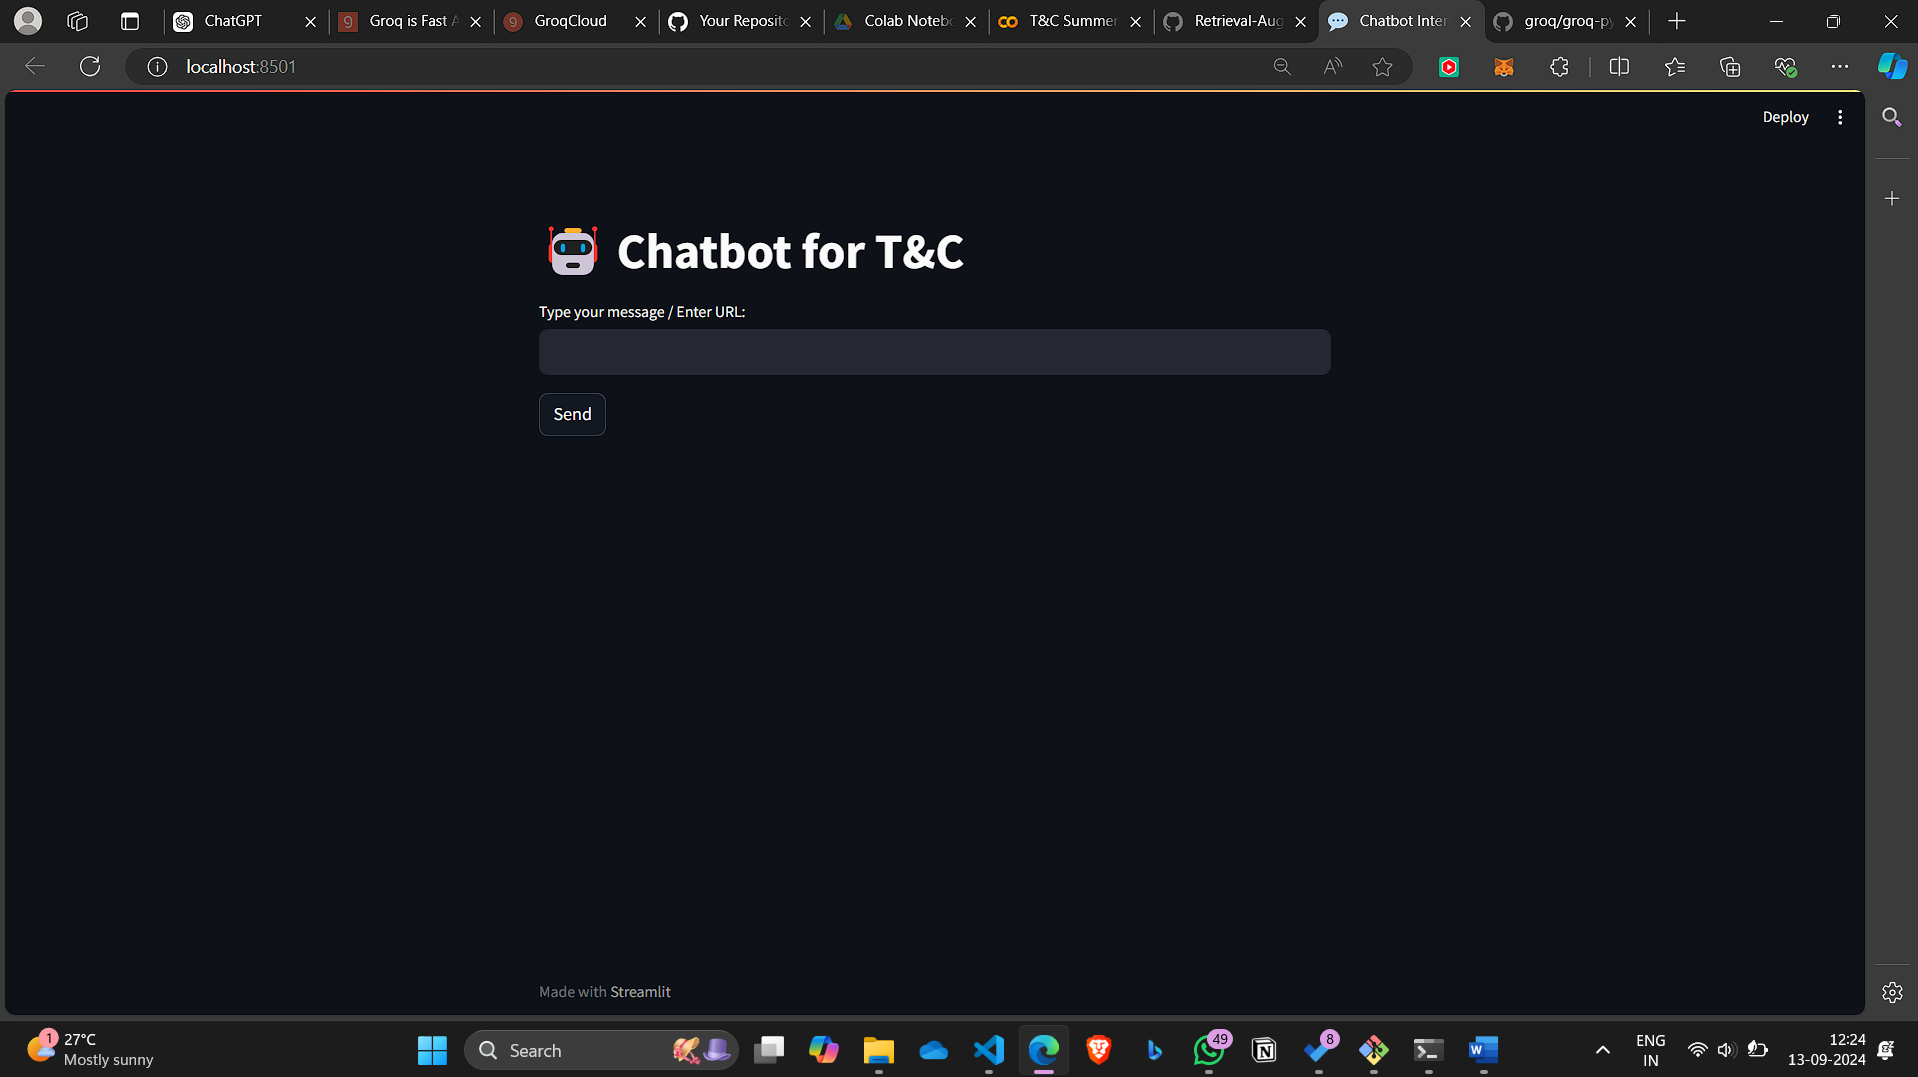 ChatGPT
Groq is Fast A
GroqCloud
Your Reposito
Colab Notebo
T&C Summer
Retrieval-Aug
Chatbot Inter
groq/groq-py
localhost:8501
Deploy
Chatbot for T&C
Type your message / Enter URL:
Send
Made with Streamlit
1
27°C
Mostly sunny
Search
49
8
ENG
IN
12:24
13-09-2024